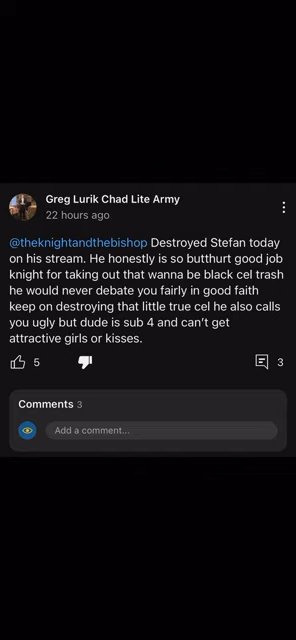 Greg Lurik Chad Lite Army
22 hours ago
@theknightandthebishop Destroyed Stefan today
on his stream. He honestly is so butthurt good job
knight for taking out that wanna be black cel trash
he would never debate you fairly in good faith
keep on destroying that little true cel he also calls
you ugly but dude is sub 4 and can't get
attractive girls or kisses.
5
3
Comments 3
Add a comment...